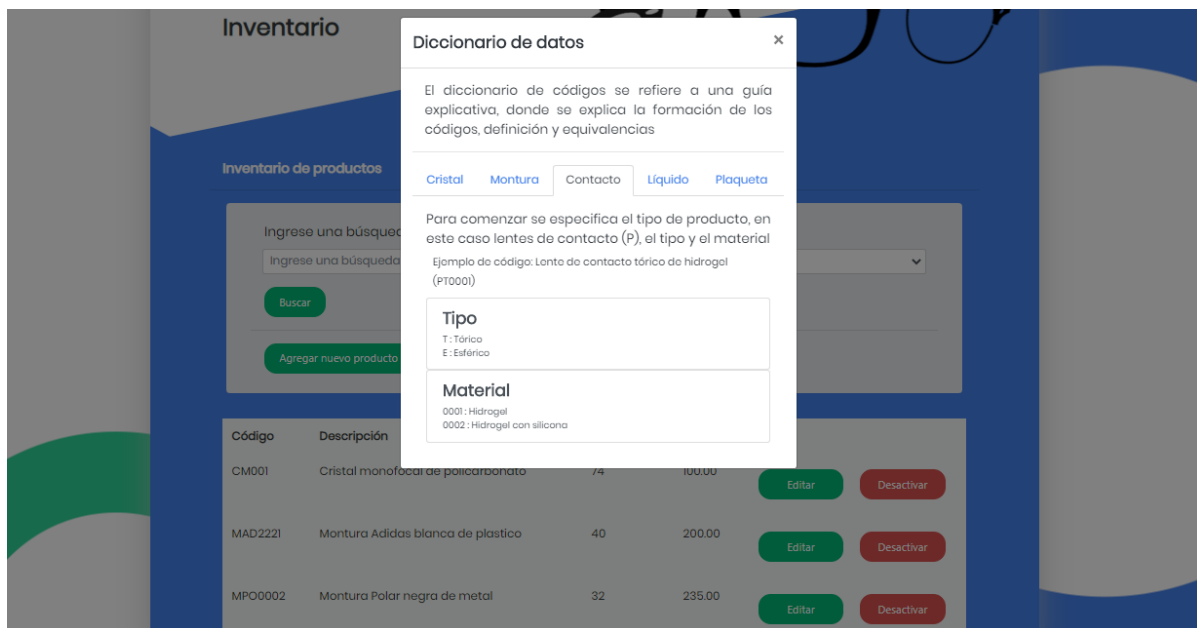 Inventario
Diccionario de datos
×
El diccionario de códigos se refiere a una guía
explicativa, donde se explica la formación de los
códigos, definición y equivalencias
Inventario de productos
Cristal Montura Contacto Líquido Plaqueta
Para comenzar se especifica el tipo de producto, en
este caso lentes de contacto (P), el tipo y el material
Ingrese una búsqued
Ingrese una búsqueda
Ejemplo de código: Lente de contacto tórico de hidrogel
(PT0001)
Buscar
Tipo
T : Tórico
E : Esférico
Agregar nuevo producto
Material
0001 : Hidrogel
0002 : Hidrogel con silicona
Código Descripción
CM001 Cristal monofocal de policarbonato 74 100.00 Editar Desactivar
MAD2221 Montura Adidas blanca de plastico 40 200.00 Editar Desactivar
MPO0002 Montura Polar negra de metal 32 235.00 Editar Desactivar